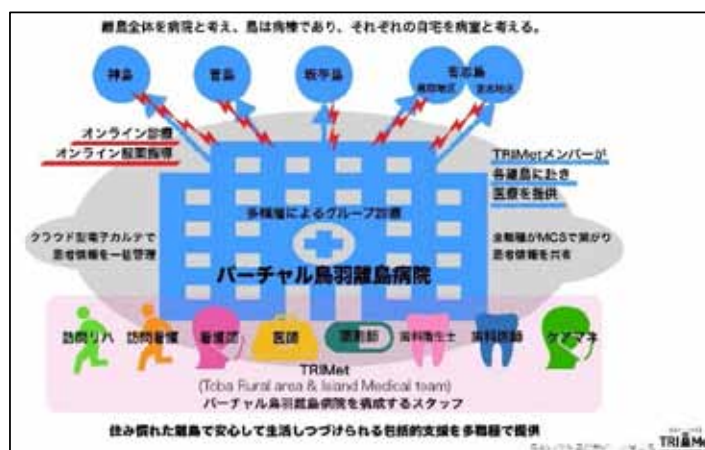 離島全体を病院と考え、島は病棟であり、それぞれの自宅を病室と考える。
神島
菅島
坂手島
答志島
答志地区
オンライン診療
オンライン服薬指導
TRIMetメンバーが
各離島に赴き
医療を提供
多職種によるグループ診療
クラウド型電子カルテで
患者情報を一括管理
全職種がMCSで繋がり
患者情報を共有
バーチャル鳥羽離島病院
訪問リハ
訪問看護
看護師
医師
薬剤師
歯科衛生士
歯科医師
ケアマネ
TRIMet
(Toba Rural area & Island Medical team)
バーチャル鳥羽離島病院を構成するスタッフ
住み慣れた離島で安心して生活しつづけられる包括的支援を多職種で提供